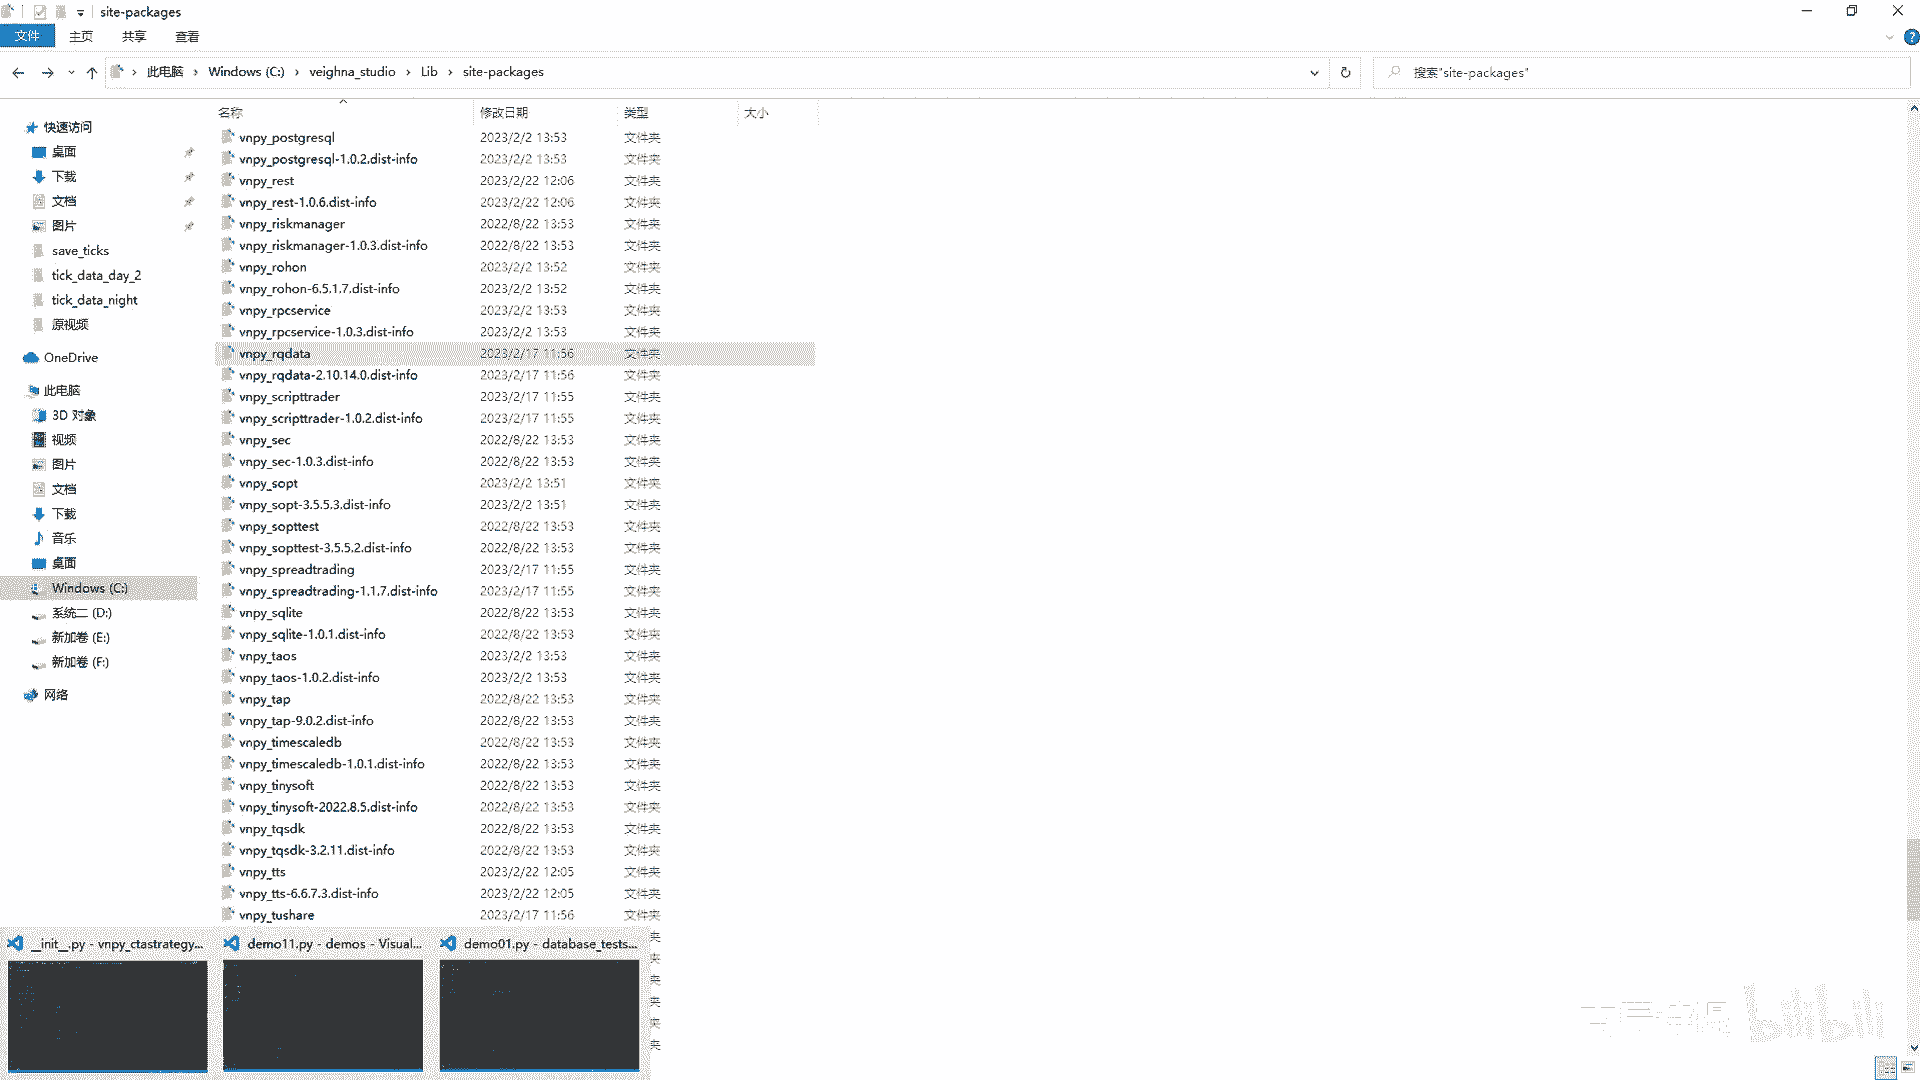 site-packages
文件 主页 共享 查看
此电脑 › Windows (C:) › veighna_studio › Lib › site-packages
搜索"site-packages"
名称 修改日期 类型 大小
快速访问
桌面
下载
文档
图片
save_ticks
tick_data_day_2
tick_data_night
原视频
OneDrive
此电脑
3D 对象
视频
图片
文档
下载
音乐
桌面
Windows (C:)
系统二 (D:)
新加卷 (E:)
新加卷 (F:)
网络
vnpy_postgresql 2023/2/2 13:53 文件夹
vnpy_postgresql-1.0.2.dist-info 2023/2/2 13:53 文件夹
vnpy_rest 2023/2/22 12:06 文件夹
vnpy_rest-1.0.6.dist-info 2023/2/22 12:06 文件夹
vnpy_riskmanager 2022/8/22 13:53 文件夹
vnpy_riskmanager-1.0.3.dist-info 2022/8/22 13:53 文件夹
vnpy_rohon 2023/2/2 13:52 文件夹
vnpy_rohon-6.5.1.7.dist-info 2023/2/2 13:52 文件夹
vnpy_rpcservice 2023/2/2 13:53 文件夹
vnpy_rpcservice-1.0.3.dist-info 2023/2/2 13:53 文件夹
vnpy_rqdata 2023/2/17 11:56 文件夹
vnpy_rqdata-2.10.14.0.dist-info 2023/2/17 11:56 文件夹
vnpy_scripttrader 2023/2/17 11:55 文件夹
vnpy_scripttrader-1.0.2.dist-info 2023/2/17 11:55 文件夹
vnpy_sec 2022/8/22 13:53 文件夹
vnpy_sec-1.0.3.dist-info 2022/8/22 13:53 文件夹
vnpy_sopt 2023/2/2 13:51 文件夹
vnpy_sopt-3.5.5.3.dist-info 2023/2/2 13:51 文件夹
vnpy_sopttest 2022/8/22 13:53 文件夹
vnpy_sopttest-3.5.5.2.dist-info 2022/8/22 13:53 文件夹
vnpy_spreadtrading 2023/2/17 11:55 文件夹
vnpy_spreadtrading-1.1.7.dist-info 2023/2/17 11:55 文件夹
vnpy_sqlite 2022/8/22 13:53 文件夹
vnpy_sqlite-1.0.1.dist-info 2022/8/22 13:53 文件夹
vnpy_taos 2023/2/2 13:53 文件夹
vnpy_taos-1.0.2.dist-info 2023/2/2 13:53 文件夹
vnpy_tap 2022/8/22 13:53 文件夹
vnpy_tap-9.0.2.dist-info 2022/8/22 13:53 文件夹
vnpy_timescaledb 2022/8/22 13:53 文件夹
vnpy_timescaledb-1.0.1.dist-info 2022/8/22 13:53 文件夹
vnpy_tinysoft 2022/8/22 13:53 文件夹
vnpy_tinysoft-2022.8.5.dist-info 2022/8/22 13:53 文件夹
vnpy_tqsdk 2022/8/22 13:53 文件夹
vnpy_tqsdk-3.2.11.dist-info 2022/8/22 13:53 文件夹
vnpy_tts 2023/2/22 12:05 文件夹
vnpy_tts-6.6.7.3.dist-info 2023/2/22 12:05 文件夹
vnpy_tushare 2023/2/17 11:56 文件夹
__init__.py - vnpy_ctastrategy... demo11.py - demos - Visual... demo01.py - database_tests...
bilibili